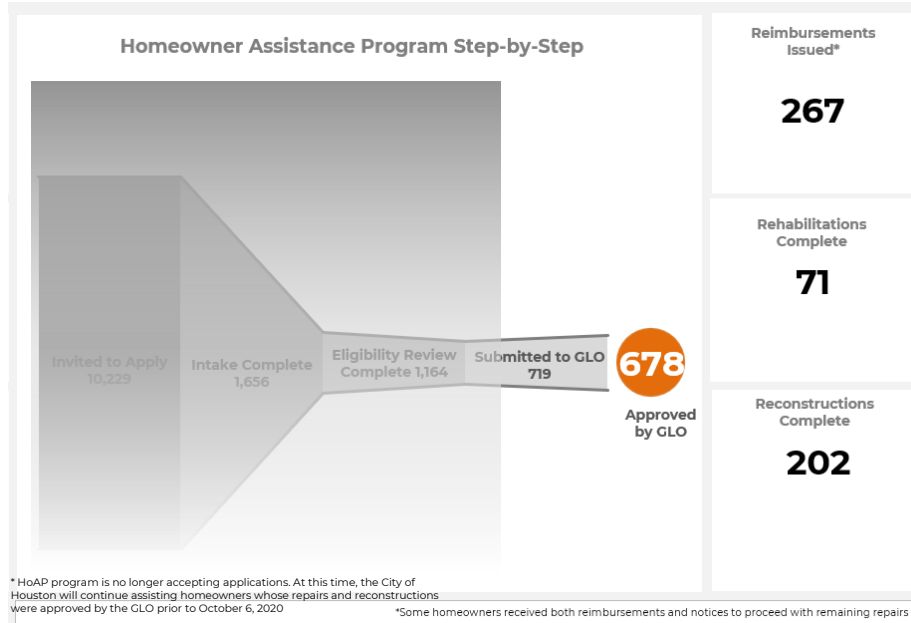 Homeowner Assistance Program Step-by-Step
Invited to Apply
10,229
Intake Complete
1,656
Eligibility Review
Complete 1,164
Submitted to GLO
719
678
Approved
by GLO
Reimbursements
Issued*
267
Rehabilitations
Complete
71
Reconstructions
Complete
202
* HoAP program is no longer accepting applications. At this time, the City of
Houston will continue assisting homeowners whose repairs and reconstructions
were approved by the GLO prior to October 6, 2020
*Some homeowners received both reimbursements and notices to proceed with remaining repairs